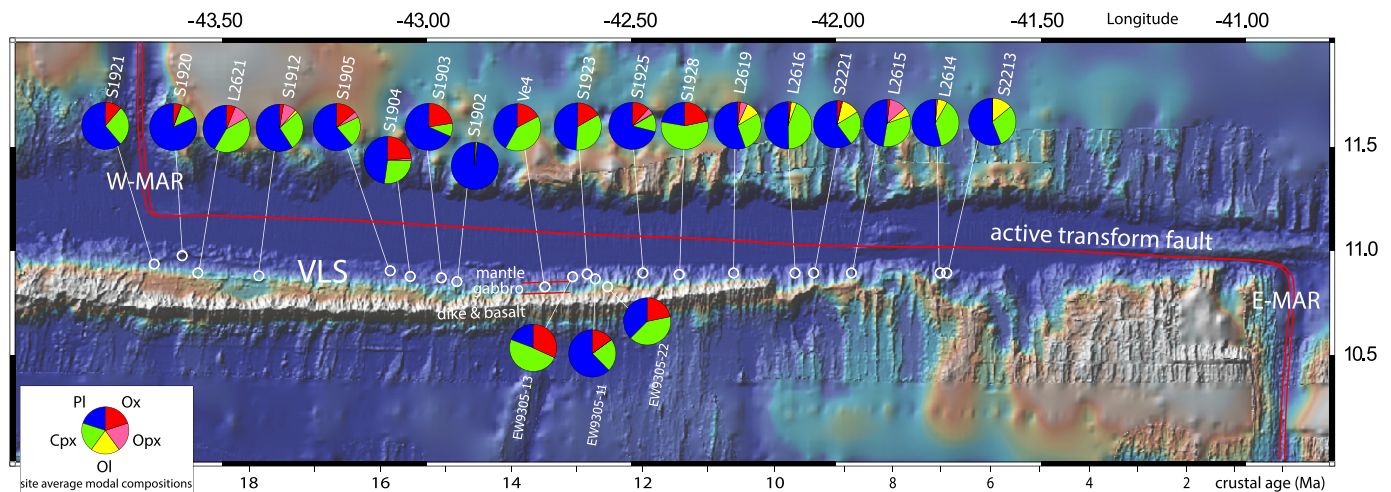 -43.50 -43.00 -42.50 -42.00 -41.50 Longitude -41.00
S1921
S1920
L2621
S1912
S1905
S1904
S1903
S1902
Ve4
S1923
S1925
S1928
L2619
L2616
S2221
L2615
L2614
S2213
11.5
W-MAR
active transform fault
11.0
VLS
mantle
gabbro
dike & basalt
E-MAR
10.5
EW9305-13
EW9305-11
EW9305-22
Pl Ox
Cpx Opx
Ol
site average modal compositions
10.0
18 16 14 12 10 8 6 4 2 crustal age (Ma)